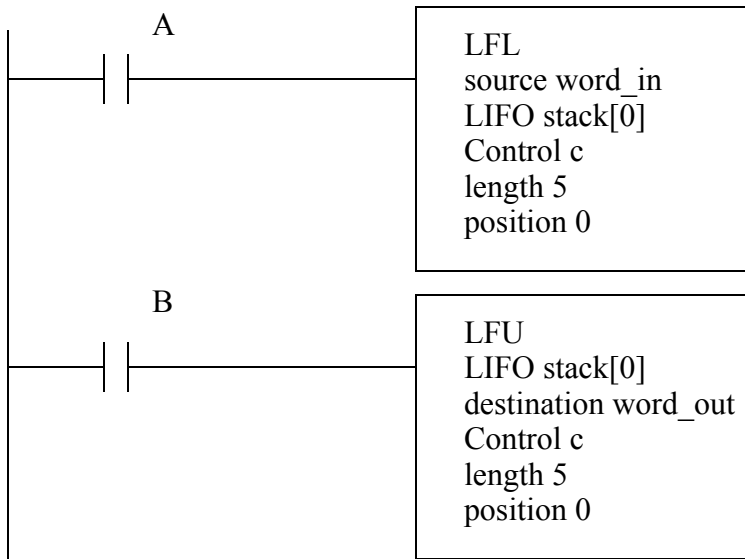 A
LFL
source word_in
LIFO stack[0]
Control c
length 5
position 0
B
LFU
LIFO stack[0]
destination word_out
Control c
length 5
position 0